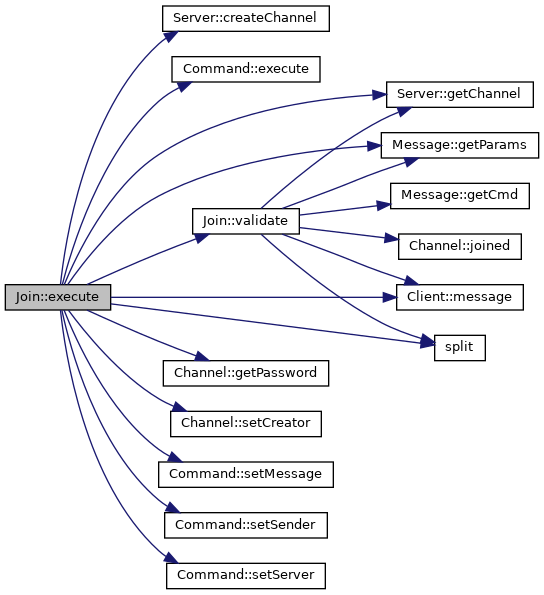 Server::createChannel
Command::execute
Server::getChannel
Message::getParams
Message::getCmd
Join::validate
Channel::joined
Join::execute
Client::message
split
Channel::getPassword
Channel::setCreator
Command::setMessage
Command::setSender
Command::setServer